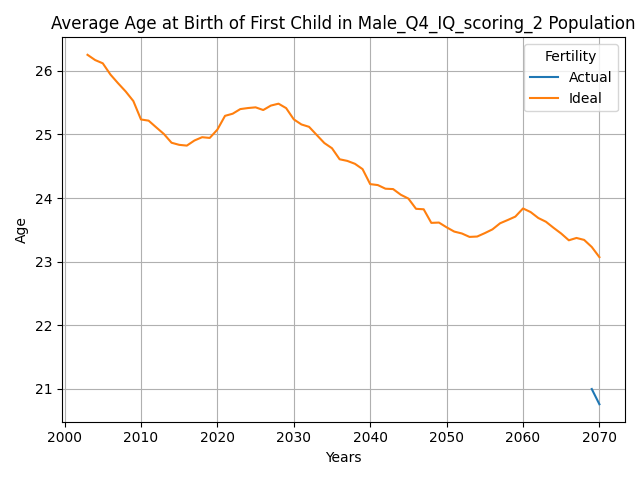 Average Age at Birth of First Child in Male_Q4_IQ_scoring_2 Population
Fertility
Actual
Ideal
Age
26
25
24
23
22
21
2000 2010 2020 2030 2040 2050 2060 2070
Years